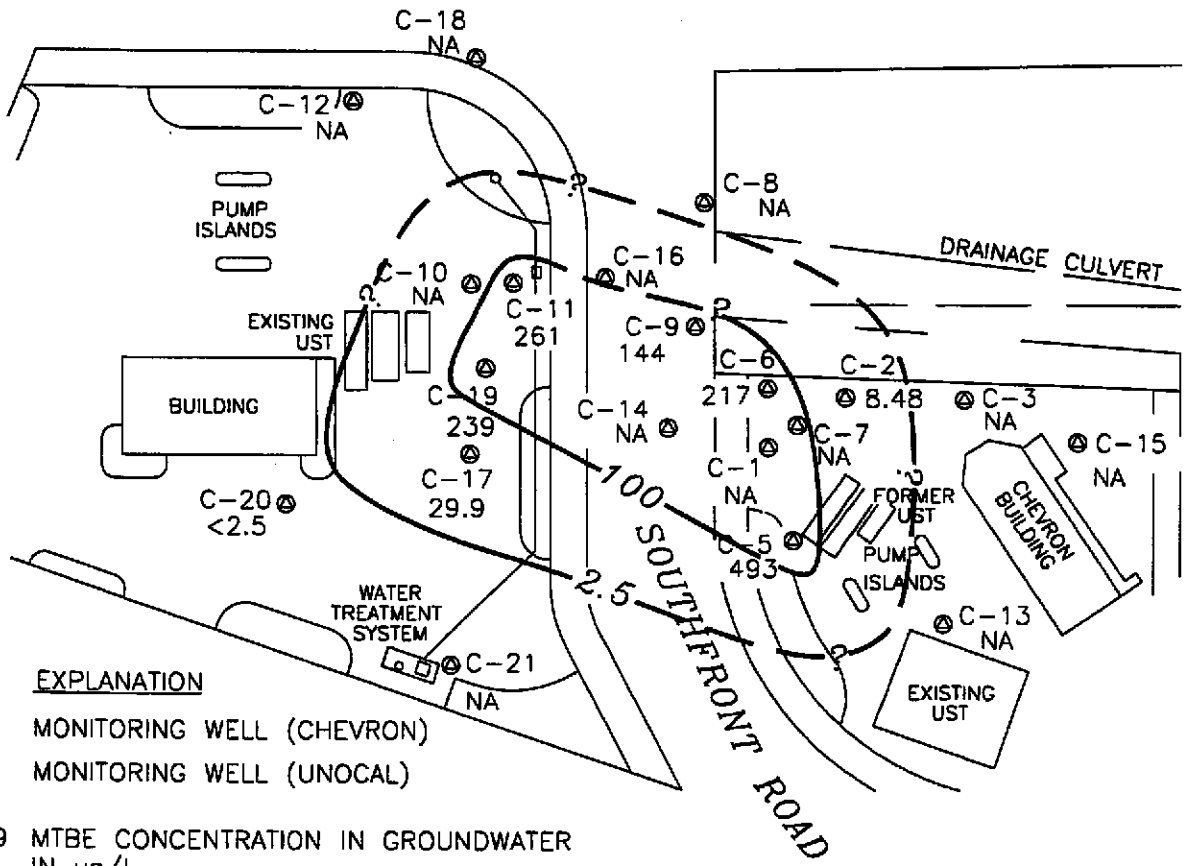 C-18
NA
C-12
NA
PUMP
ISLANDS
?
C-8
NA
DRAINAGE CULVERT
C-10
NA
C-16
NA
?
C-11
261
?
C-9
144
EXISTING
UST
C-6
217
C-2
8.48
C-3
NA
BUILDING
C-19
239
C-14
NA
C-7
NA
C-15
NA
C-17
29.9
C-1
NA
100
?
C-20
<2.5
FORMER
UST
CHEVRON
BUILDING
C-5
493
PUMP
ISLANDS
2.5
SOUTHFRONT ROAD
WATER
TREATMENT
SYSTEM
C-13
NA
?
C-21
NA
EXISTING
UST
EXPLANATION
MONITORING WELL (CHEVRON)
MONITORING WELL (UNOCAL)
9 MTBE CONCENTRATION IN GROUNDWATER